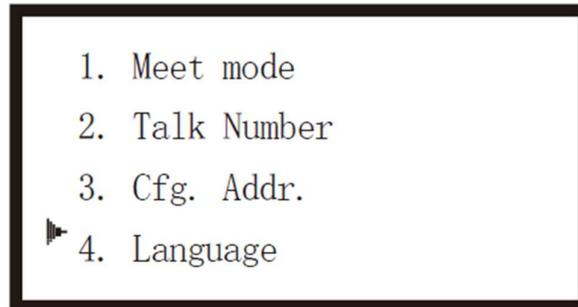 1. Meet mode
2. Talk Number
3. Cfg. Addr.
4. Language